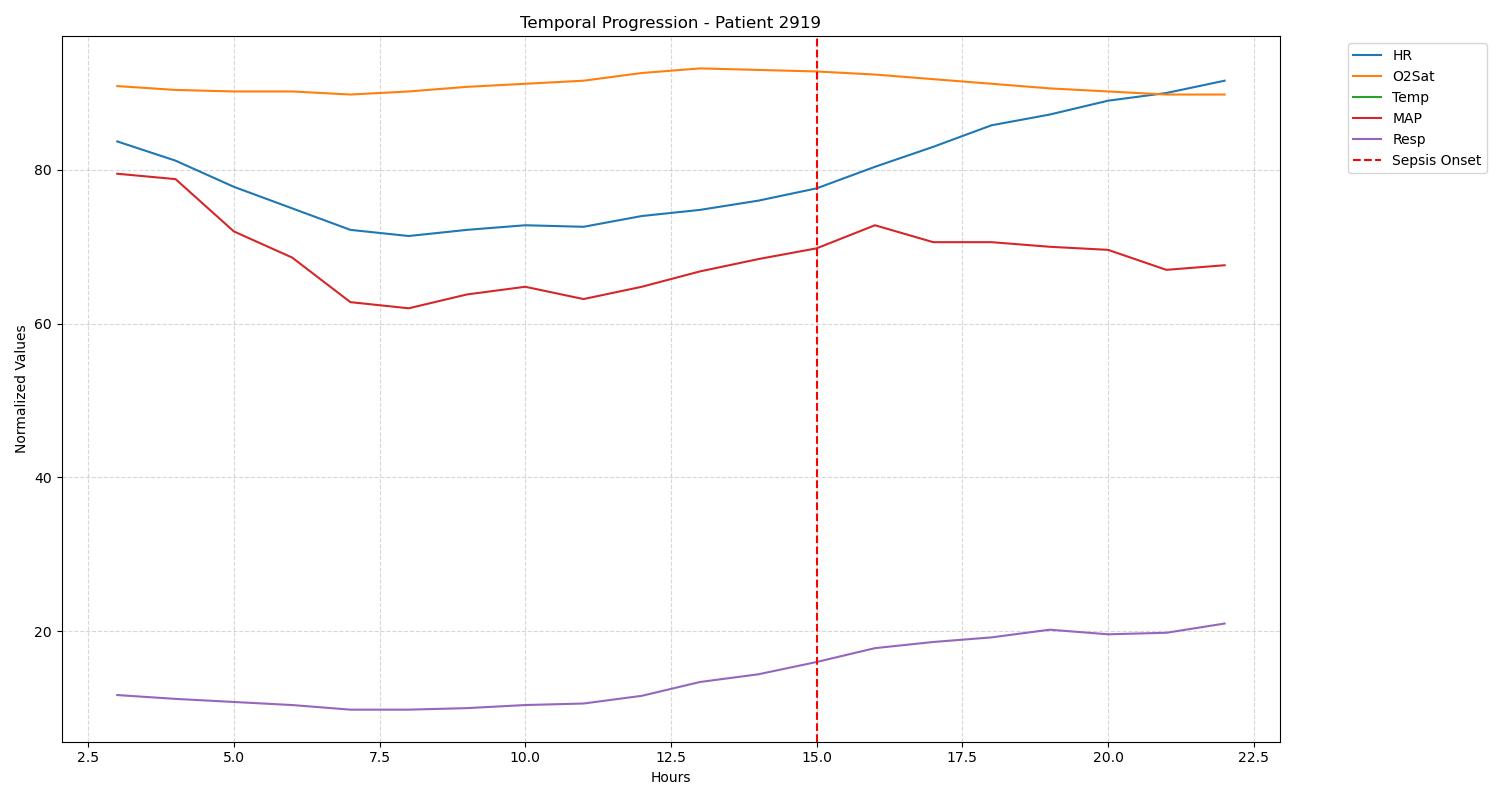 Temporal Progression - Patient 2919
HR
O2Sat
Temp
MAP
Resp
Sepsis Onset
Normalized Values
80
60
40
20
2.5 5.0 7.5 10.0 12.5 15.0 17.5 20.0 22.5
Hours